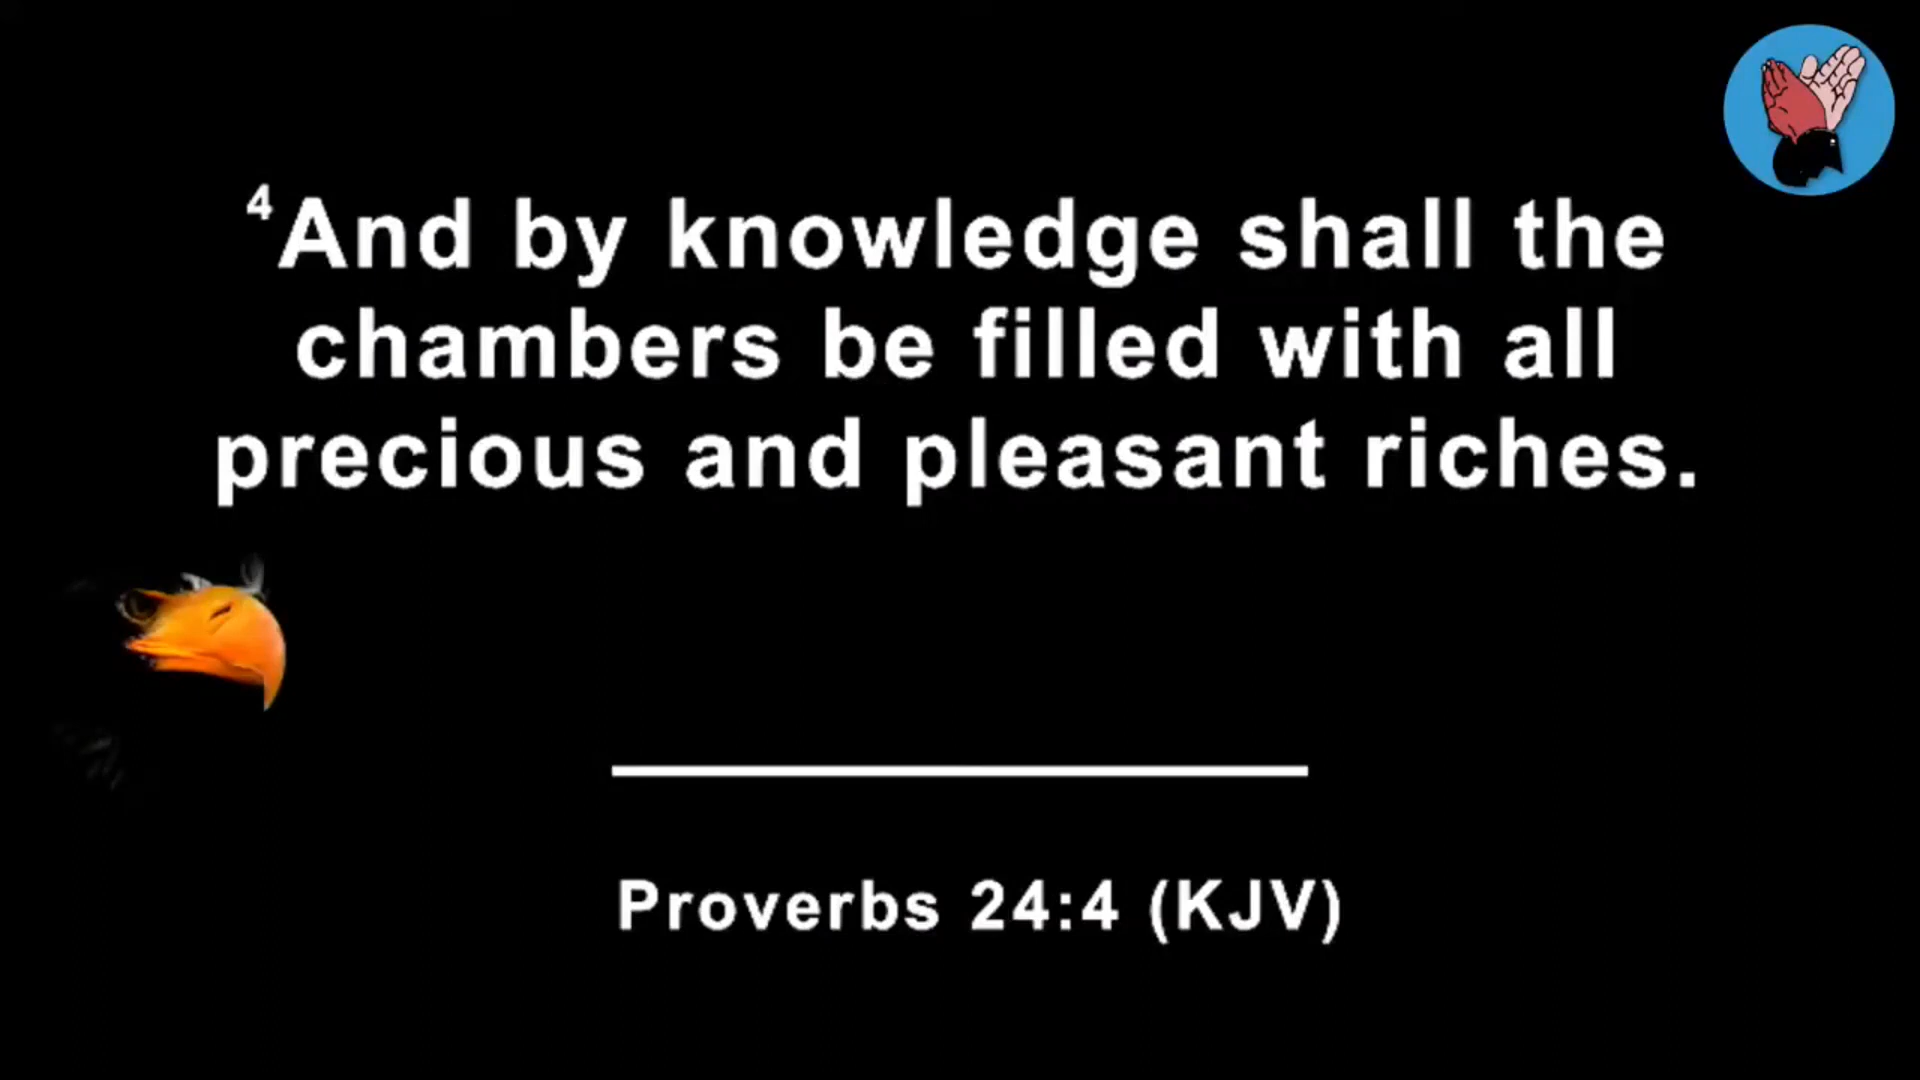 ⁴And by knowledge shall the
chambers be filled with all
precious and pleasant riches.
Proverbs 24:4 (KJV)